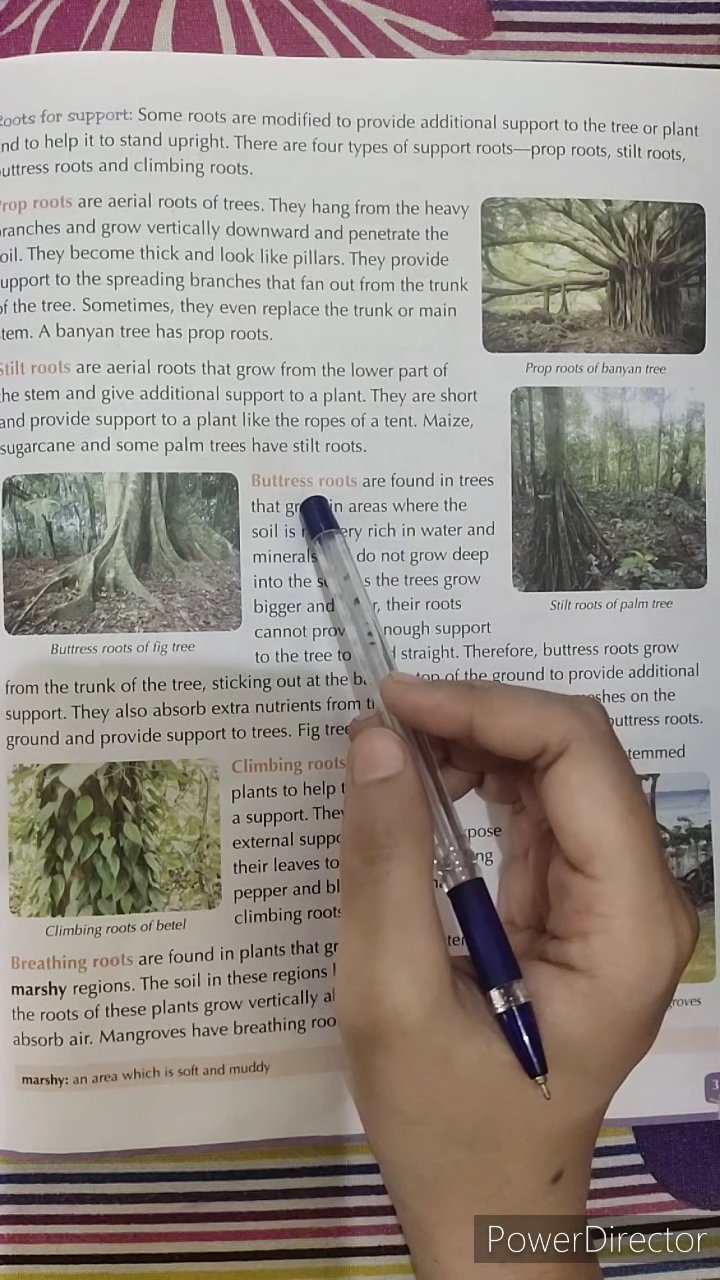 Roots for support: Some roots are modified to provide additional support to the tree or plant
nd to help it to stand upright. There are four types of support roots—prop roots, stilt roots,
uttress roots and climbing roots.
rop roots are aerial roots of trees. They hang from the heavy
ranches and grow vertically downward and penetrate the
oil. They become thick and look like pillars. They provide
upport to the spreading branches that fan out from the trunk
of the tree. Sometimes, they even replace the trunk or main
tem. A banyan tree has prop roots.
Prop roots of banyan tree
Stilt roots are aerial roots that grow from the lower part of
he stem and give additional support to a plant. They are short
and provide support to a plant like the ropes of a tent. Maize,
sugarcane and some palm trees have stilt roots.
Stilt roots of palm tree
Buttress roots are found in trees
that in areas where the
soil is rich in water and
minerals do not grow deep
into the the trees grow
bigger and their roots
cannot support
to the tree to straight. Therefore, buttress roots grow
Buttress roots of fig tree
from the trunk of the tree, sticking out at the of the ground to provide additional
support. They also absorb extra nutrients from on the
ground and provide support to trees. Fig buttress roots.
Climbing roots temmed
plants to help
a support.
external pose
their leaves to
pepper and
climbing roots
Climbing roots of betel
roves
Breathing roots are found in plants that
marshy regions. The soil in these regions
the roots of these plants grow vertically
absorb air. Mangroves have breathing
marshy: an area which is soft and muddy
3
PowerDirector